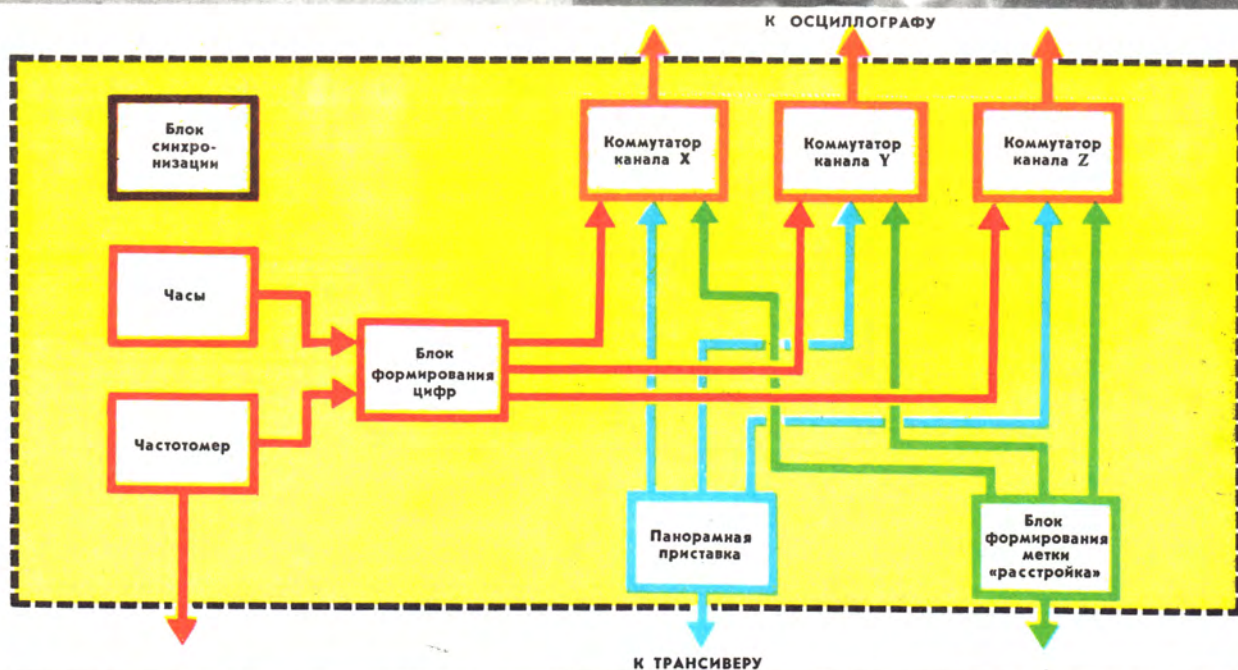 К ОСЦИЛЛОГРАФУ
Блок
синхро-
низации
Коммутатор
канала X
Коммутатор
канала Y
Коммутатор
канала Z
Часы
Блок
формирования
цифр
Частотомер
Панорамная
приставка
Блок
формирования
метки
«расстройка»
К ТРАНСИВЕРУ